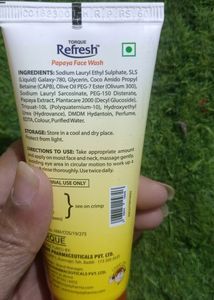 TORQUE
Refresh
Papaya Face Wash
INGREDIENTS: Sodium Lauryl Ethyl Sulphate, SLS
(Liquid) Galaxy-780, Glycerin, Coco Amido Propyl
Betaine (CAPB), Olive Oil PEG-7 Ester (Olivum 300),
Sodium Lauryl Sarcosinate, PEG-150 Disterate,
Papaya Extract, Plantacare 2000 (Decyl Glucoside),
Triquat-10L, (Polyquaternium-10), Hydroxyethyl
Urea (Hydrovance), DMDM Hydantoin, Perfume,
EDTA, Colour, Purified Water.
STORAGE: Store in a cool and dry place.
Protect from light.
DIRECTIONS TO USE: Take appropriate amount
and apply on moist face and neck, massage gently,
avoiding eye area in circular motion to work up a
rinse thoroughly. Use twice daily.
USE ONLY
see on crimp
PHARMACEUTICALS PVT. LTD.